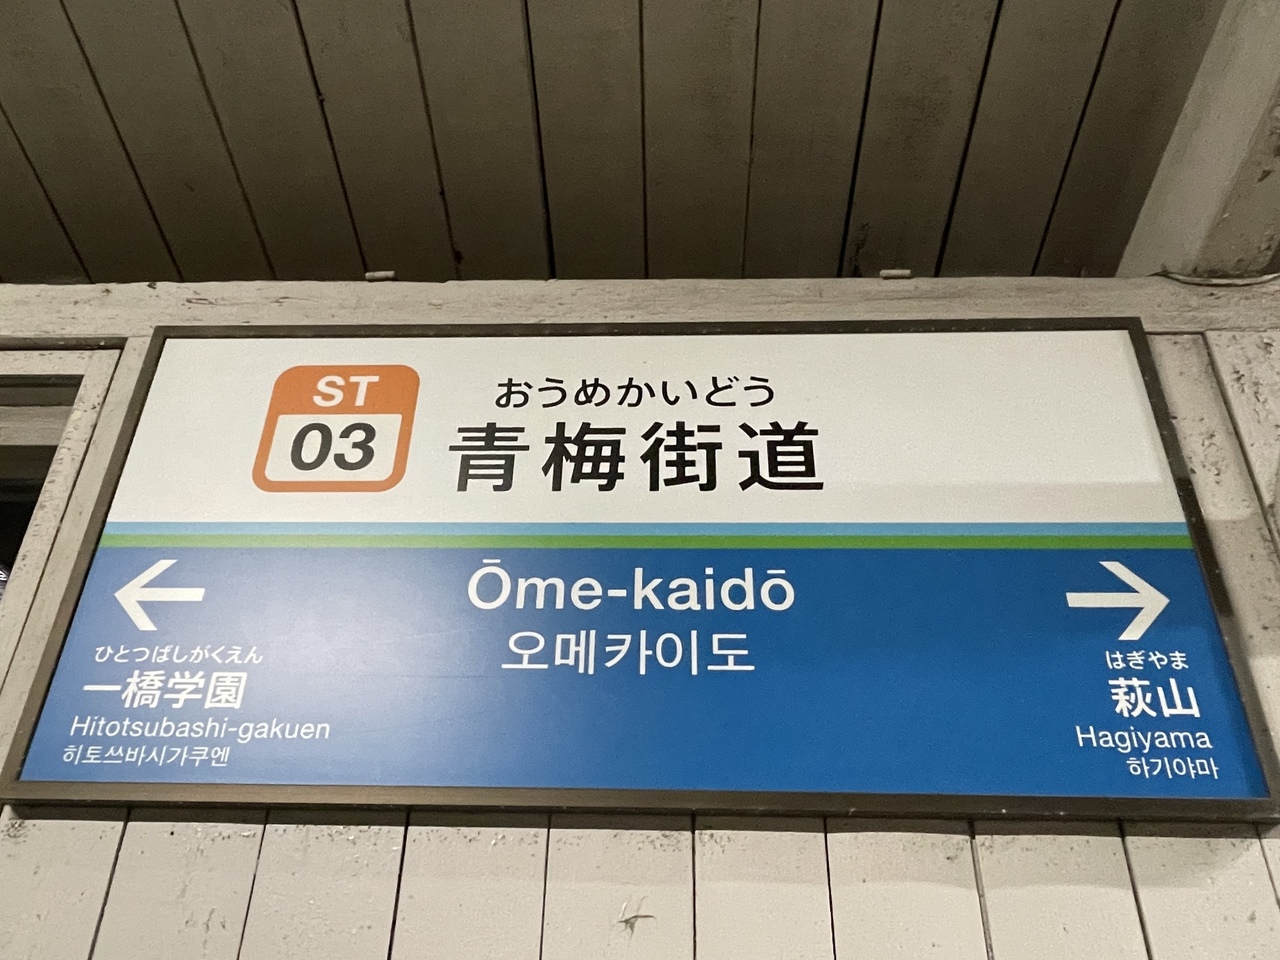 ST
03
おうめかいどう
青梅街道
Ōme-kaidō
오메카이도
ひとつばしがくえん
一橋学園
Hitotsubashi-gakuen
히토쓰바시가쿠엔
はぎやま
萩山
Hagiyama
하기야마